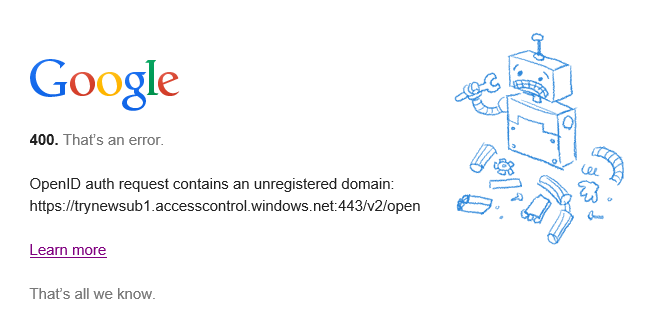 Google
400. That's an error.
OpenID auth request contains an unregistered domain:
https://trynewsub1.accesscontrol.windows.net:443/v2/open
Learn more
That's all we know.